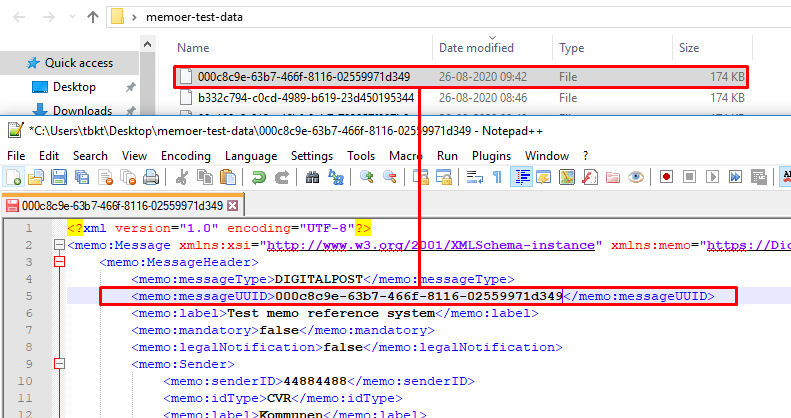 memoer-test-data
Name Date modified Type Size
Quick access
000c8c9e-63b7-466f-8116-02559971d349 26-08-2020 09:42 File 174 KB
Desktop
b332c794-c0cd-4989-b619-23d450195344 26-08-2020 08:46 File 174 KB
Downloads
*C:\Users\tbkt\Desktop\memoer-test-data\000c8c9e-63b7-466f-8116-02559971d349 - Notepad++
File Edit Search View Encoding Language Settings Tools Macro Run Plugins Window ?
000c8c9e-63b7-466f-8116-02559971d349
1 <?xml version="1.0" encoding="UTF-8"?>
2 <memo:Message xmlns:xsi="http://www.w3.org/2001/XMLSchema-instance" xmlns:memo="https://Di
3 <memo:MessageHeader>
4 <memo:messageType>DIGITALPOST</memo:messageType>
5 <memo:messageUUID>000c8c9e-63b7-466f-8116-02559971d349</memo:messageUUID>
6 <memo:label>Test memo reference system</memo:label>
7 <memo:mandatory>false</memo:mandatory>
8 <memo:legalNotification>false</memo:legalNotification>
9 <memo:Sender>
10 <memo:senderID>44884488</memo:senderID>
11 <memo:idType>CVR</memo:idType>
12 <memo:label>Kommunen</memo:label>